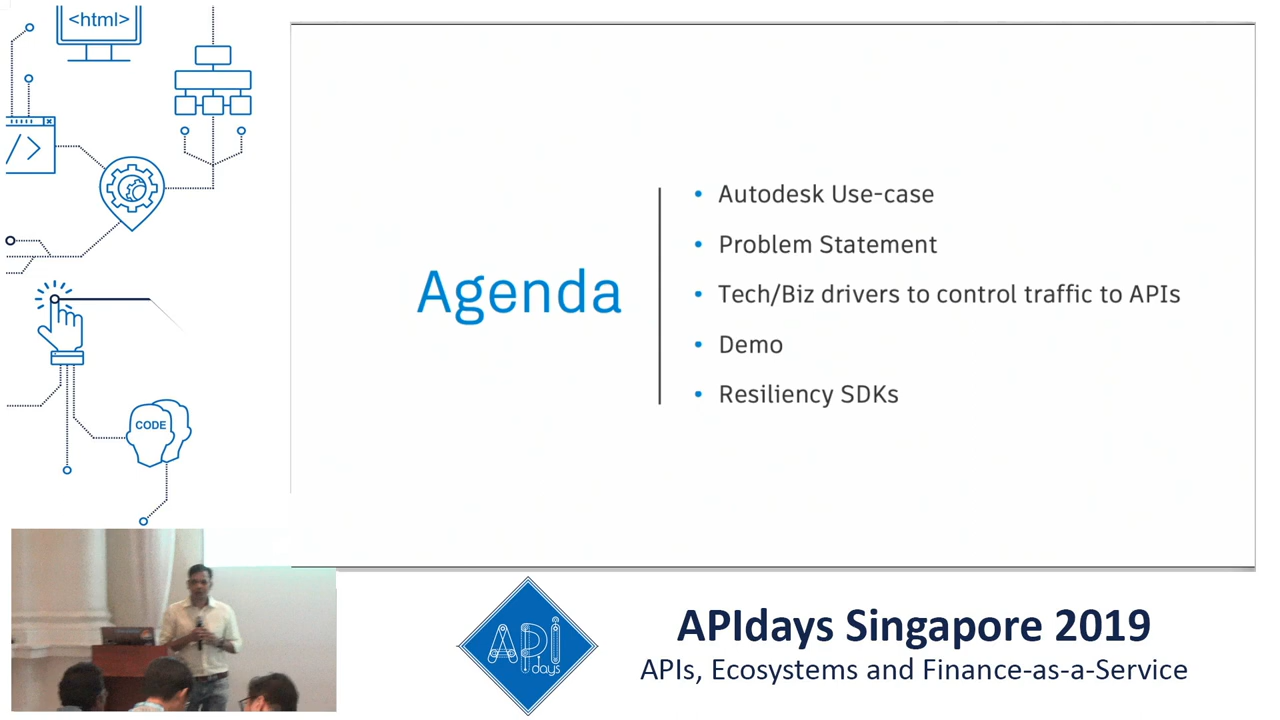 <html>
</>
CODE
Agenda
• Autodesk Use-case
• Problem Statement
• Tech/Biz drivers to control traffic to APIs
• Demo
• Resiliency SDKs
API
days
APIdays Singapore 2019
APIs, Ecosystems and Finance-as-a-Service